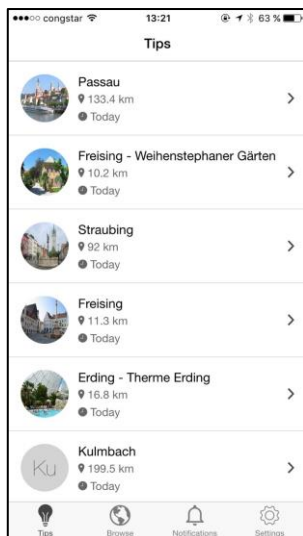 congstar 13:21 63 %
Tips
Passau
133.4 km
Today
Freising - Weihenstephaner Gärten
10.2 km
Today
Straubing
92 km
Today
Freising
11.3 km
Today
Erding - Therme Erding
16.8 km
Today
Ku
Kulmbach
199.5 km
Today
Tips Browse Notifications Settings